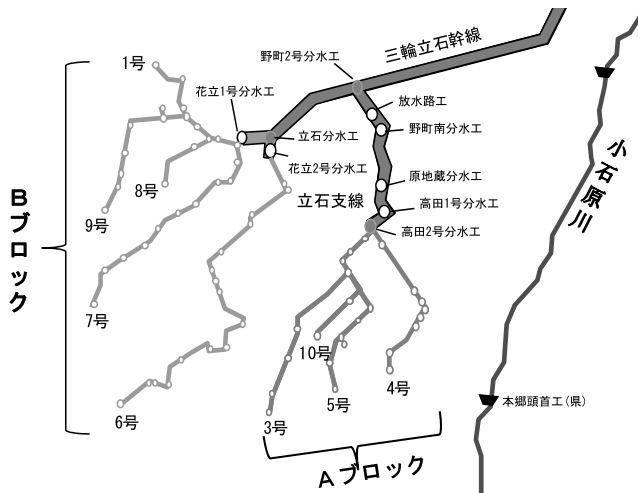 三輪立石幹線
野町2号分水工
1号
花立1号分水工
放水路工
立石分水工
野町南分水工
花立2号分水工
小石原川
原地蔵分水工
8号
立石支線
高田1号分水工
9号
高田2号分水工
Bブロック
7号
10号
4号
5号
本郷頭首工(県)
6号
3号
Aブロック